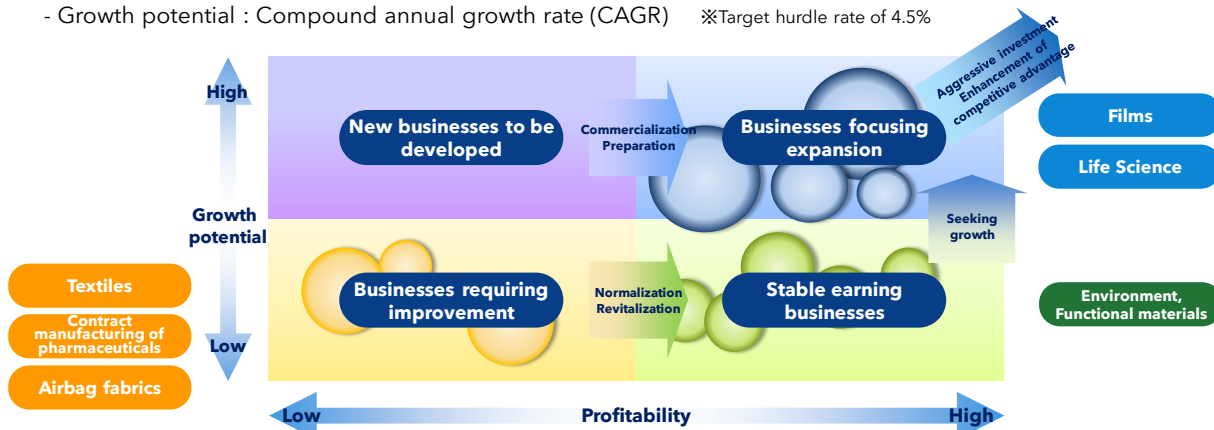 - Growth potential : Compound annual growth rate (CAGR) ※Target hurdle rate of 4.5%
High
Growth
potential
Low
New businesses to be
developed
Commercialization
Preparation
Businesses focusing
expansion
Aggressive investment
Enhancement of
competitive advantage
Films
Life Science
Seeking
growth
Textiles
Contract
manufacturing of
pharmaceuticals
Airbag fabrics
Businesses requiring
improvement
Normalization
Revitalization
Stable earning
businesses
Environment,
Functional materials
Low
Profitability
High